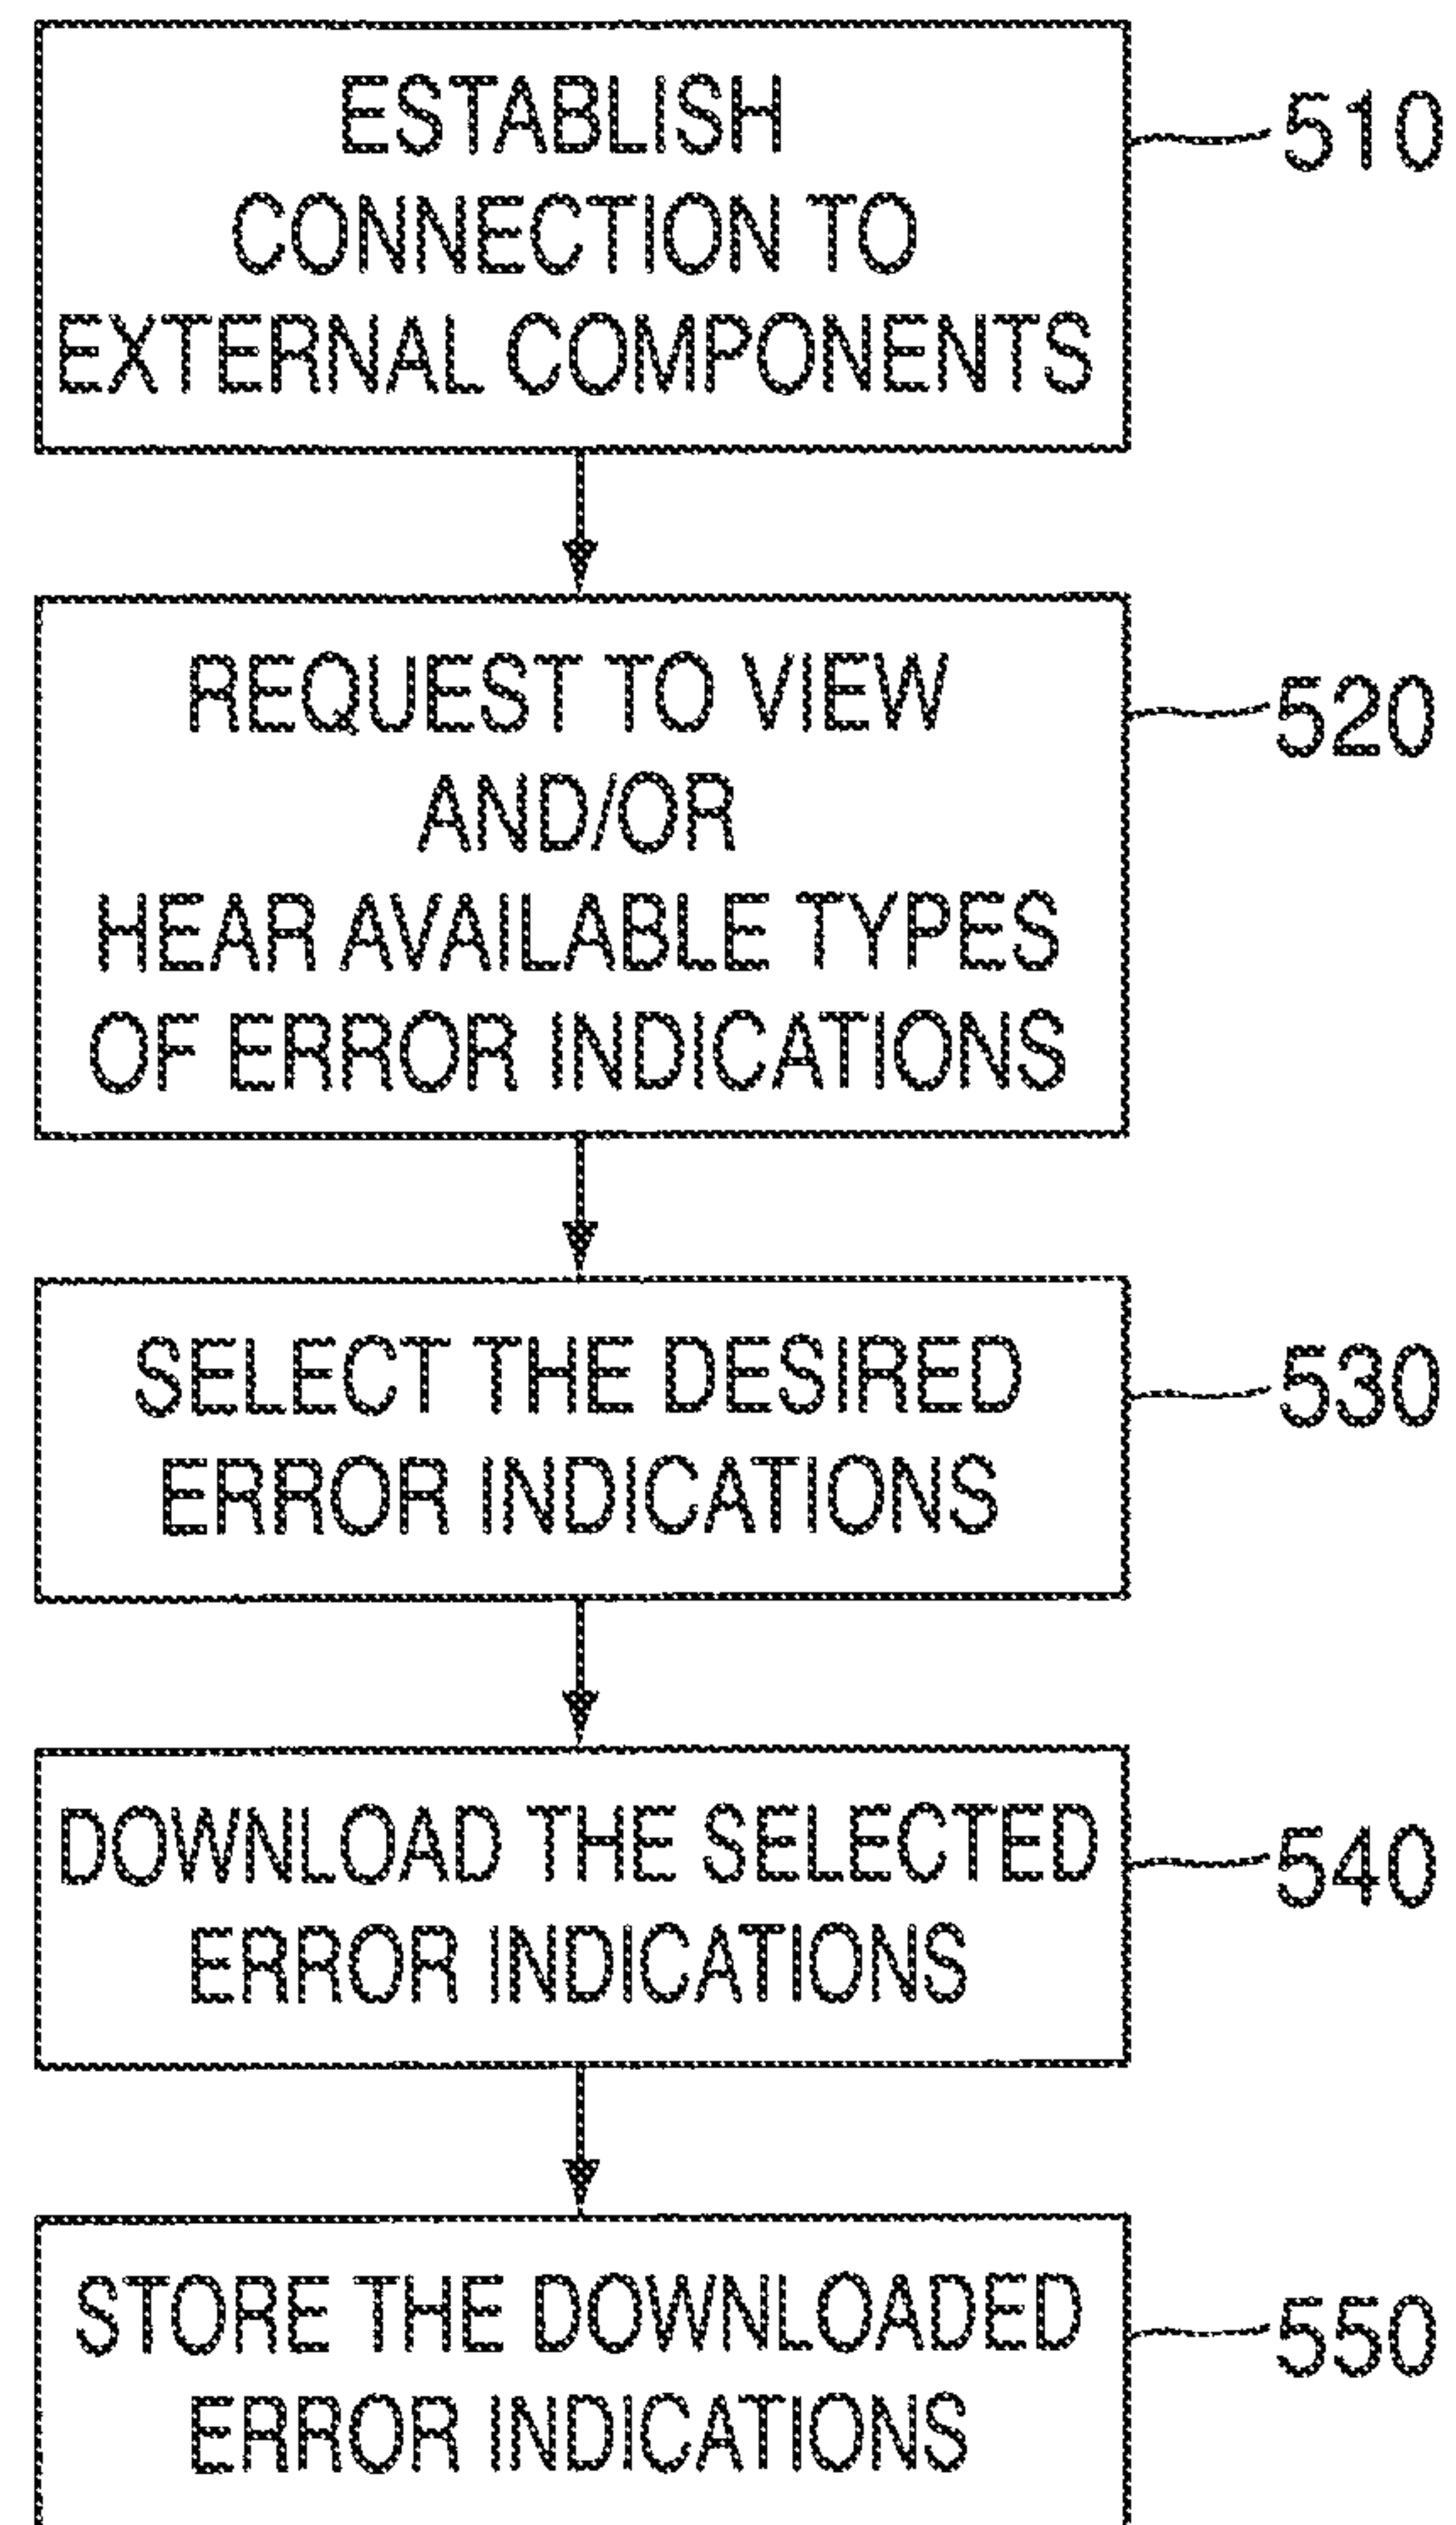 ESTABLISH
CONNECTION TO
EXTERNAL COMPONENTS
510
REQUEST TO VIEW
AND/OR
HEAR AVAILABLE TYPES
OF ERROR INDICATIONS
520
SELECT THE DESIRED
ERROR INDICATIONS
530
DOWNLOAD THE SELECTED
ERROR INDICATIONS
540
STORE THE DOWNLOADED
ERROR INDICATIONS
550